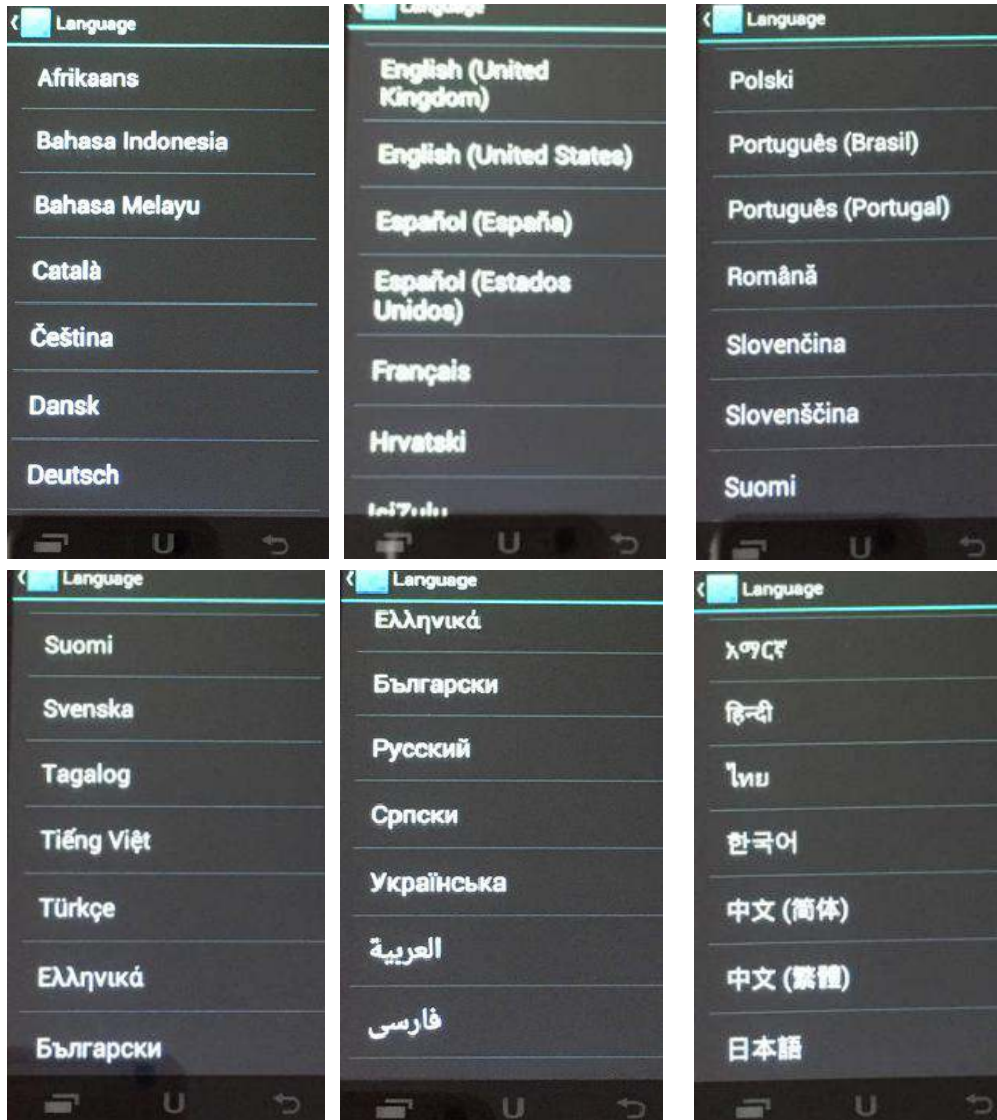 Language
Afrikaans
Bahasa Indonesia
Bahasa Melayu
Català
Čeština
Dansk
Deutsch
Language
English (United
Kingdom)
English (United States)
Español (España)
Español (Estados
Unidos)
Français
Hrvatski
Language
Polski
Português (Brasil)
Português (Portugal)
Română
Slovenčina
Slovenščina
Suomi
Language
Suomi
Svenska
Tagalog
Tiếng Việt
Türkçe
Ελληνικά
Български
Language
Ελληνικά
Български
Русский
Српски
Українська
العربية
فارسی
Language
አማርኛ
हिन्दी
ไทย
한국어
中文 (简体)
中文 (繁體)
日本語